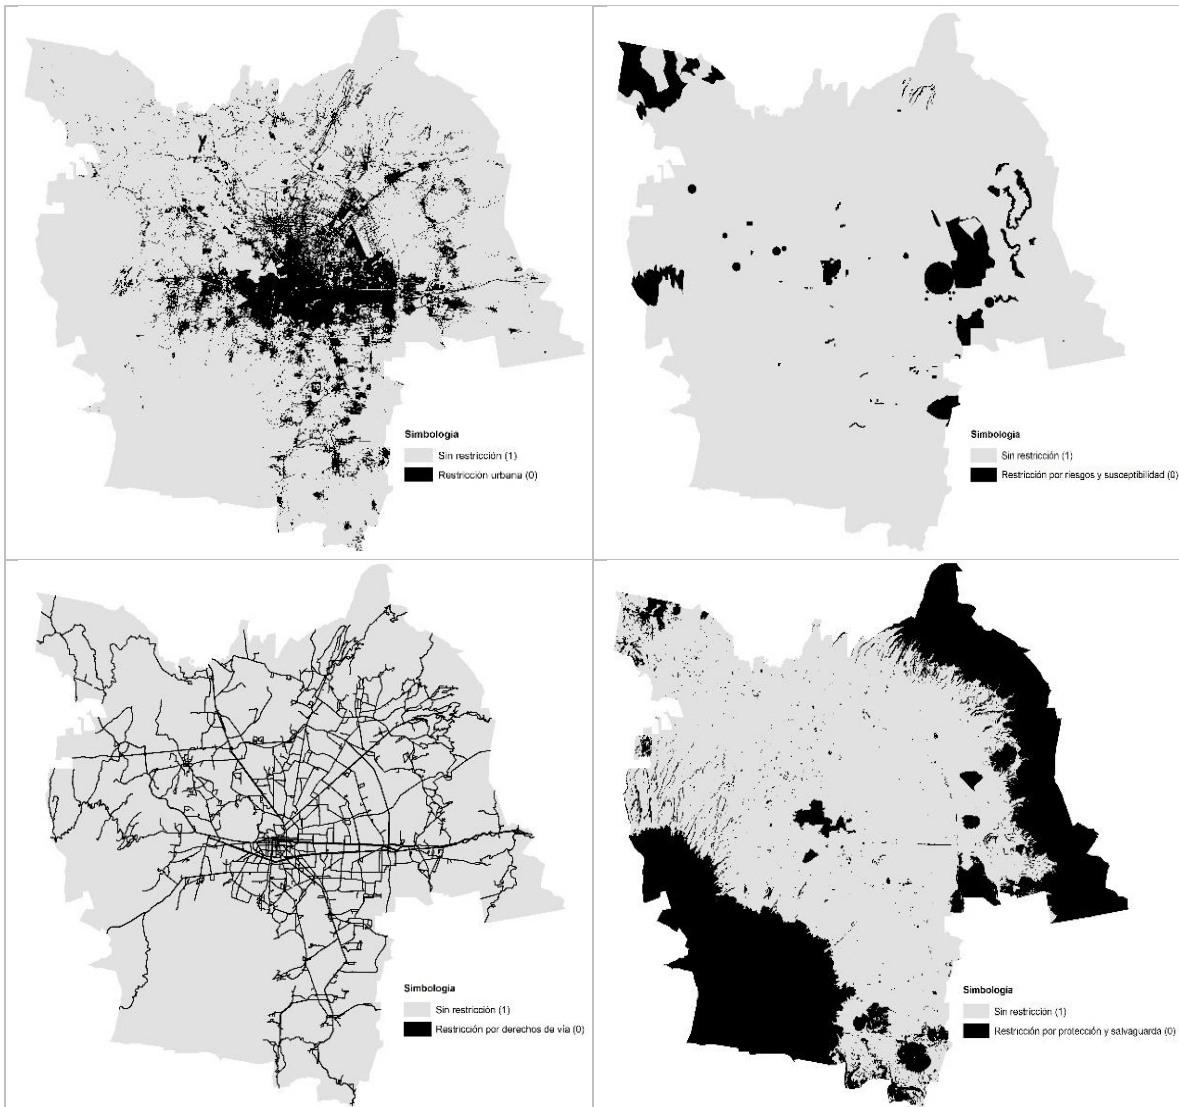 Simbología
Sin restricción (1)
Restricción urbana (0)
Simbología
Sin restricción (1)
Restricción por riesgos y susceptibilidad (0)
Simbología
Sin restricción (1)
Restricción por derechos de vía (0)
Simbología
Sin restricción (1)
Restricción por protección y salvaguarda (0)